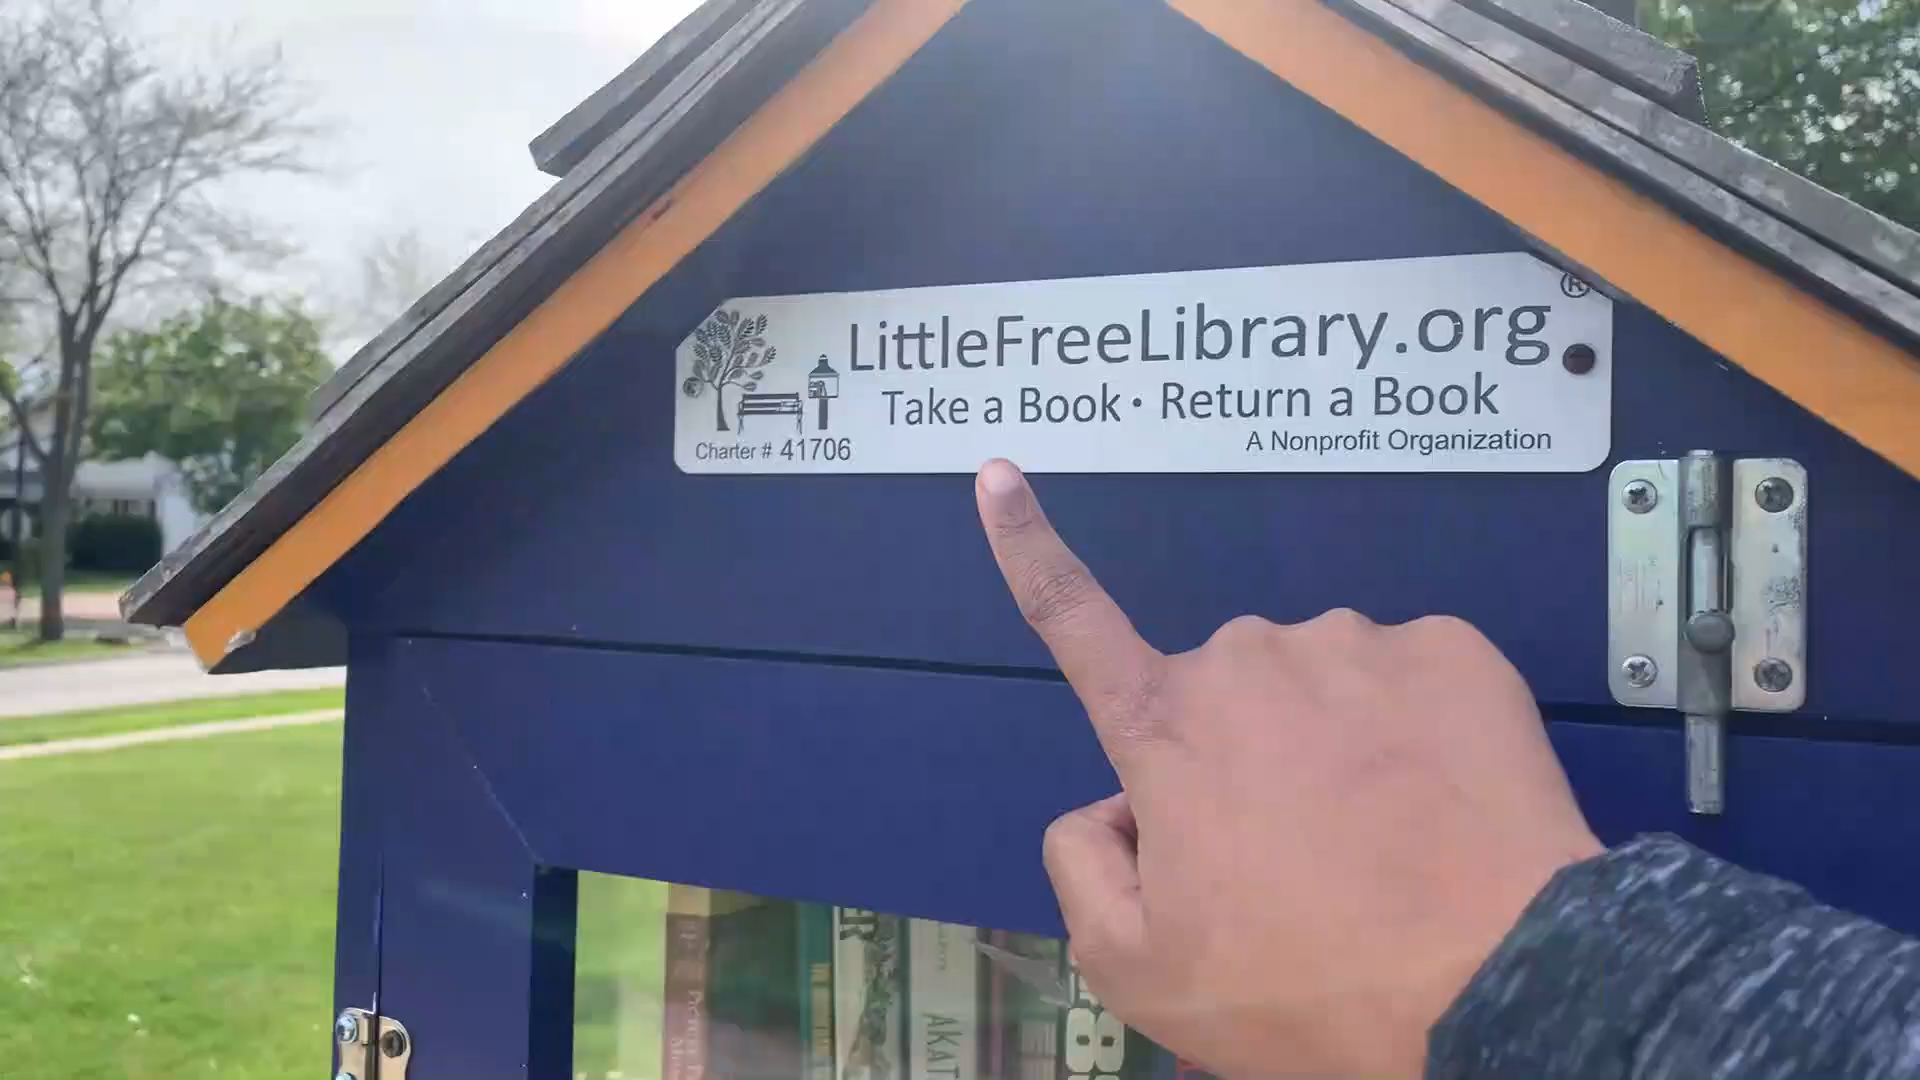 LittleFreeLibrary.org®
Take a Book · Return a Book
A Nonprofit Organization
Charter # 41706